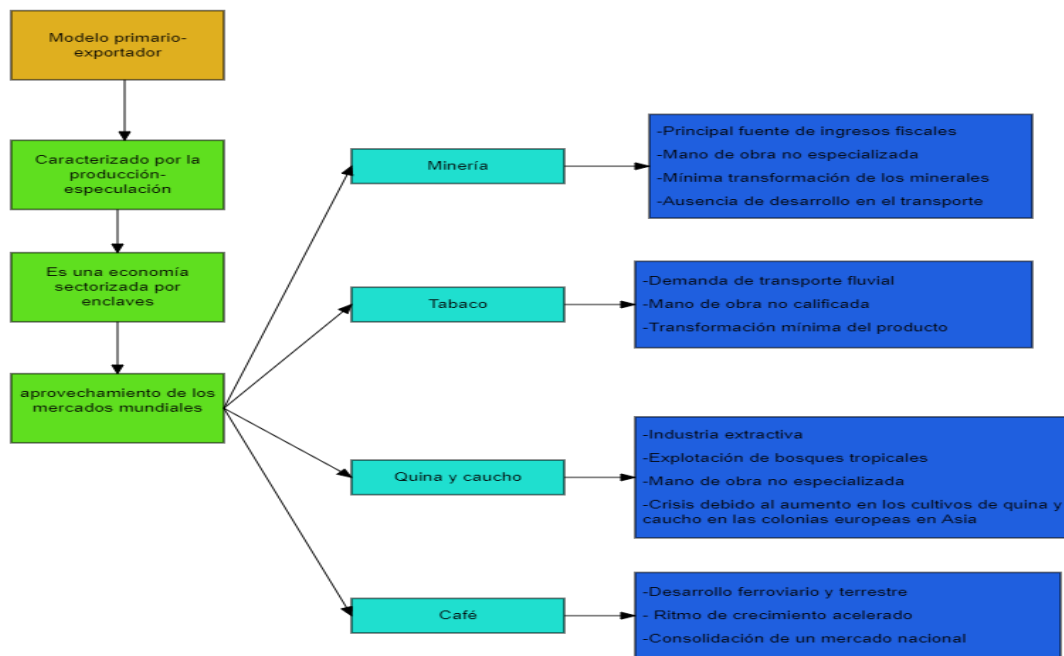 Modelo primario-
exportador
Caracterizado por la
producción-
especulación
Es una economía
sectorizada por
enclaves
aprovechamiento de los
mercados mundiales
Minería
-Principal fuente de ingresos fiscales
-Mano de obra no especializada
-Mínima transformación de los minerales
-Ausencia de desarrollo en el transporte
Tabaco
-Demanda de transporte fluvial
-Mano de obra no calificada
-Transformación mínima del producto
Quina y caucho
-Industria extractiva
-Explotación de bosques tropicales
-Mano de obra no especializada
-Crisis debido al aumento en los cultivos de quina y
caucho en las colonias europeas en Asia
Café
-Desarrollo ferroviario y terrestre
- Ritmo de crecimiento acelerado
-Consolidación de un mercado nacional